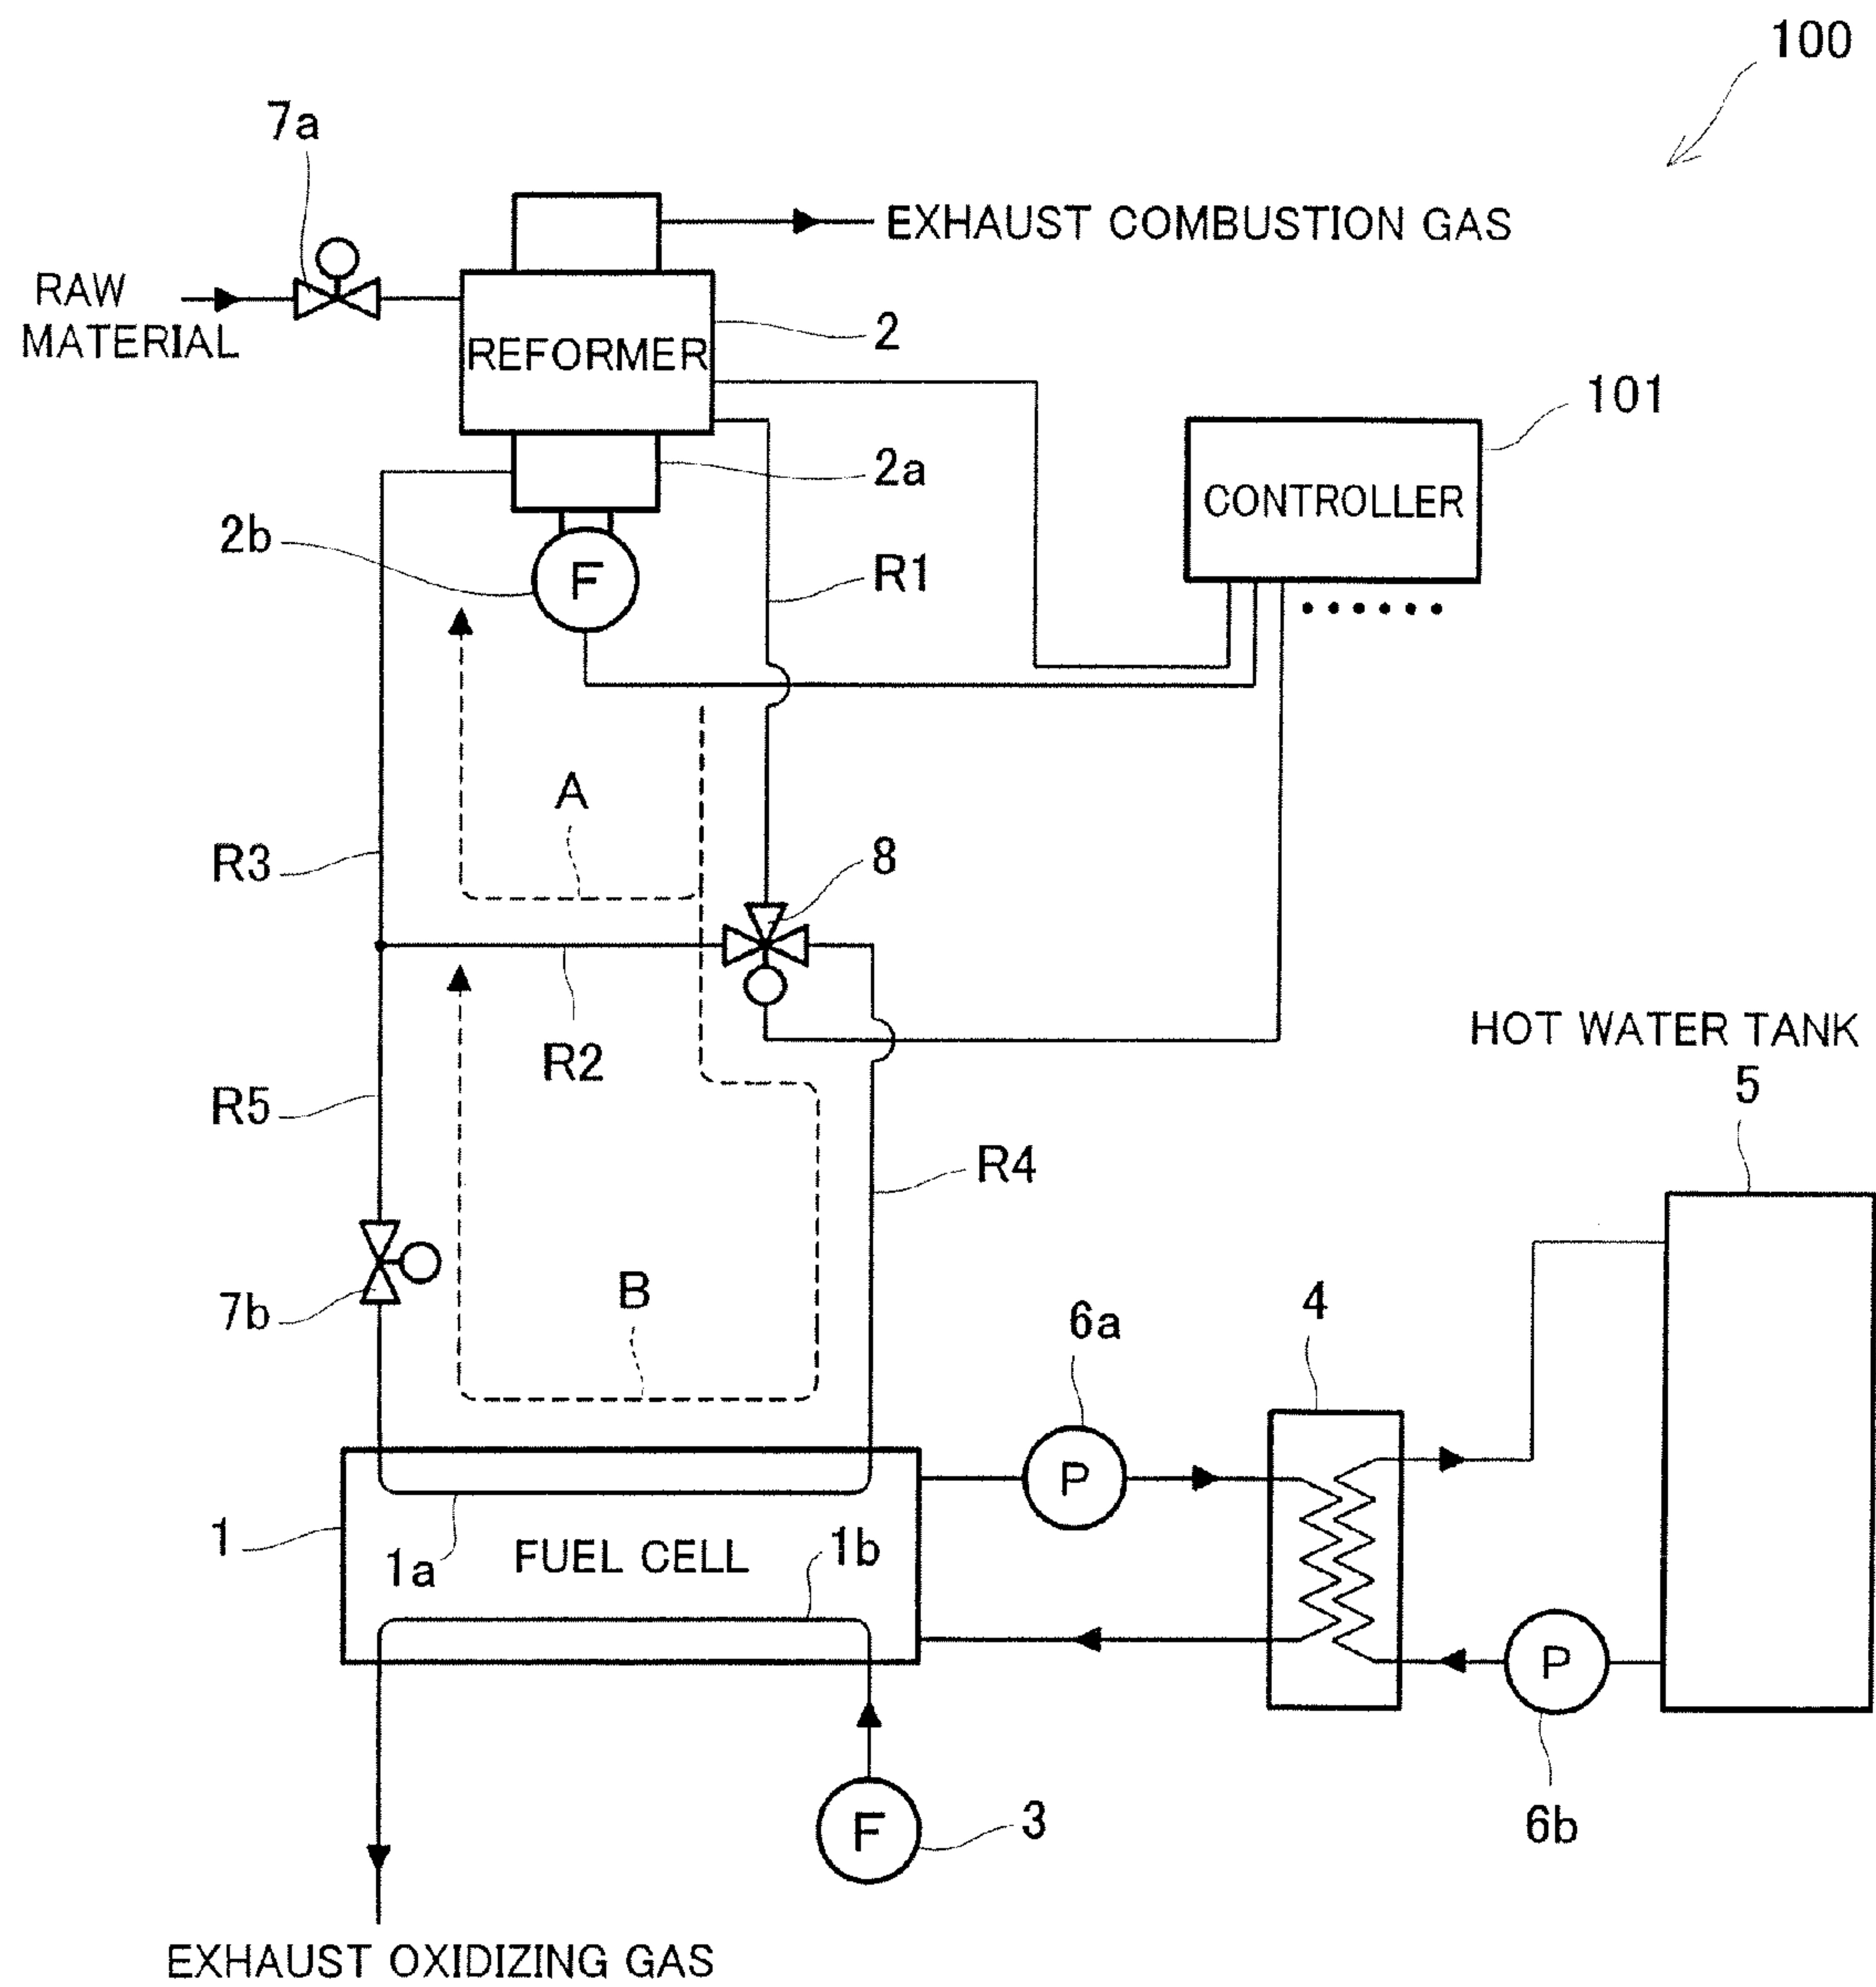 100
7a
EXHAUST COMBUSTION GAS
RAW
MATERIAL
2
REFORMER
101
2a
CONTROLLER
2b
F
R1
A
R3
8
R2
HOT WATER TANK
5
R5
R4
B
7b
6a
4
P
1
1a
FUEL CELL
1b
P
F
3
6b
EXHAUST OXIDIZING GAS